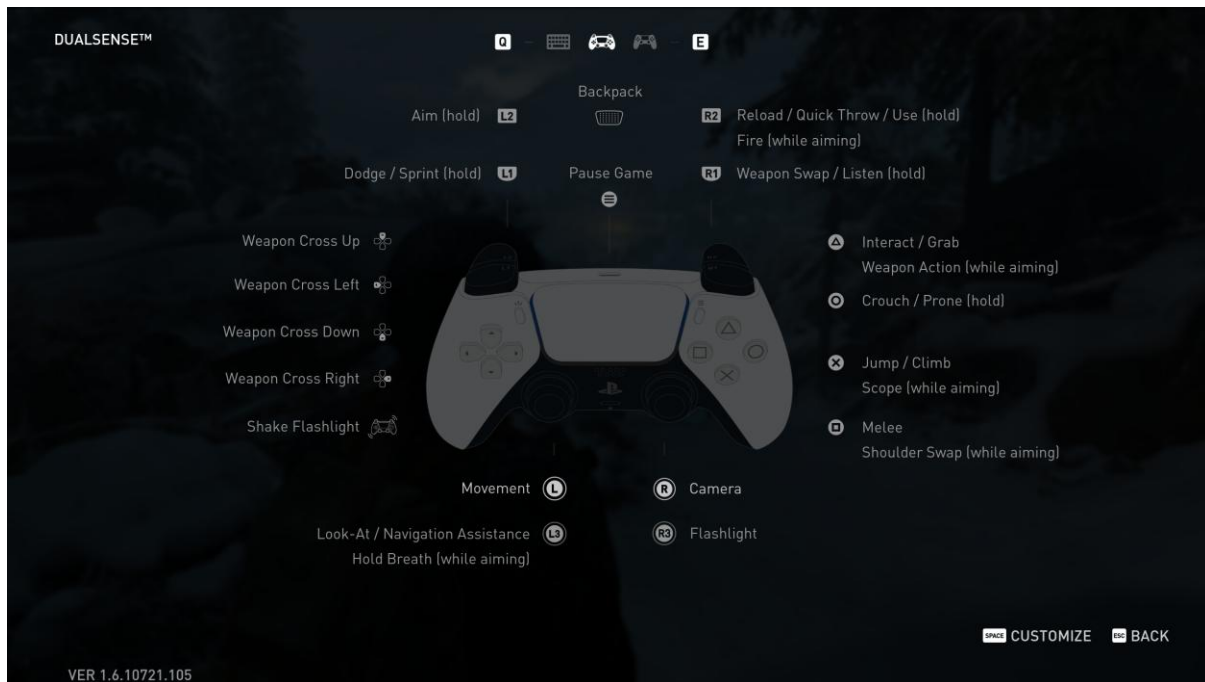 DUALSENSE™
Q E
Backpack
Aim (hold) L2
R2 Reload / Quick Throw / Use (hold)
Fire (while aiming)
Dodge / Sprint (hold) L1
Pause Game
R1 Weapon Swap / Listen (hold)
Weapon Cross Up
Interact / Grab
Weapon Action (while aiming)
Weapon Cross Left
Crouch / Prone (hold)
Weapon Cross Down
Jump / Climb
Scope (while aiming)
Weapon Cross Right
Shake Flashlight
Melee
Shoulder Swap (while aiming)
Movement L
R Camera
Look-At / Navigation Assistance L3
Hold Breath (while aiming)
R3 Flashlight
SPACE CUSTOMIZE ESC BACK
VER 1.6.10721.105